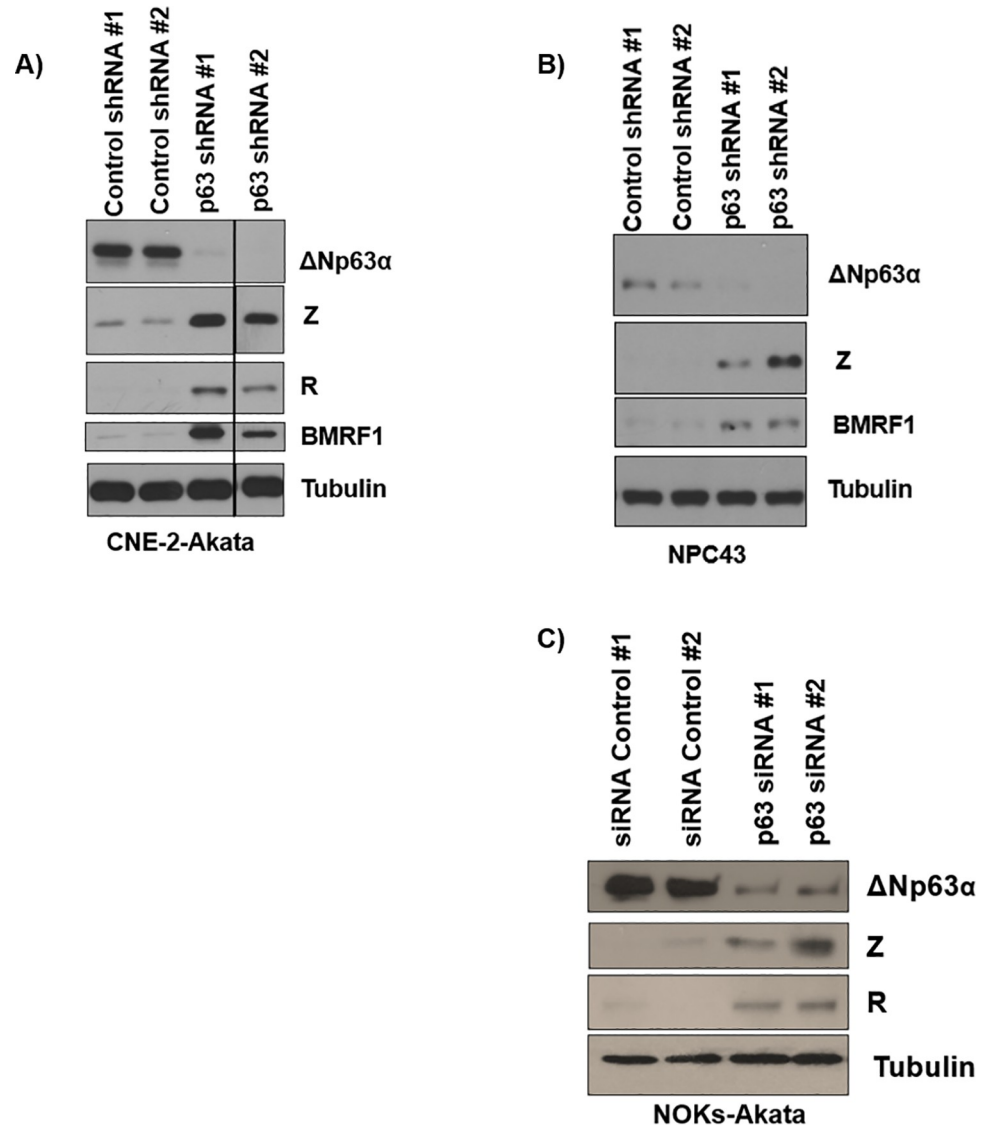 A)
Control shRNA #1
Control shRNA #2
p63 shRNA #1
p63 shRNA #2
ΔNp63α
Z
R
BMRF1
Tubulin
CNE-2-Akata
B)
Control shRNA #1
Control shRNA #2
p63 shRNA #1
p63 shRNA #2
ΔNp63α
Z
BMRF1
Tubulin
NPC43
C)
siRNA Control #1
siRNA Control #2
p63 siRNA #1
p63 siRNA #2
ΔNp63α
Z
R
Tubulin
NOKs-Akata